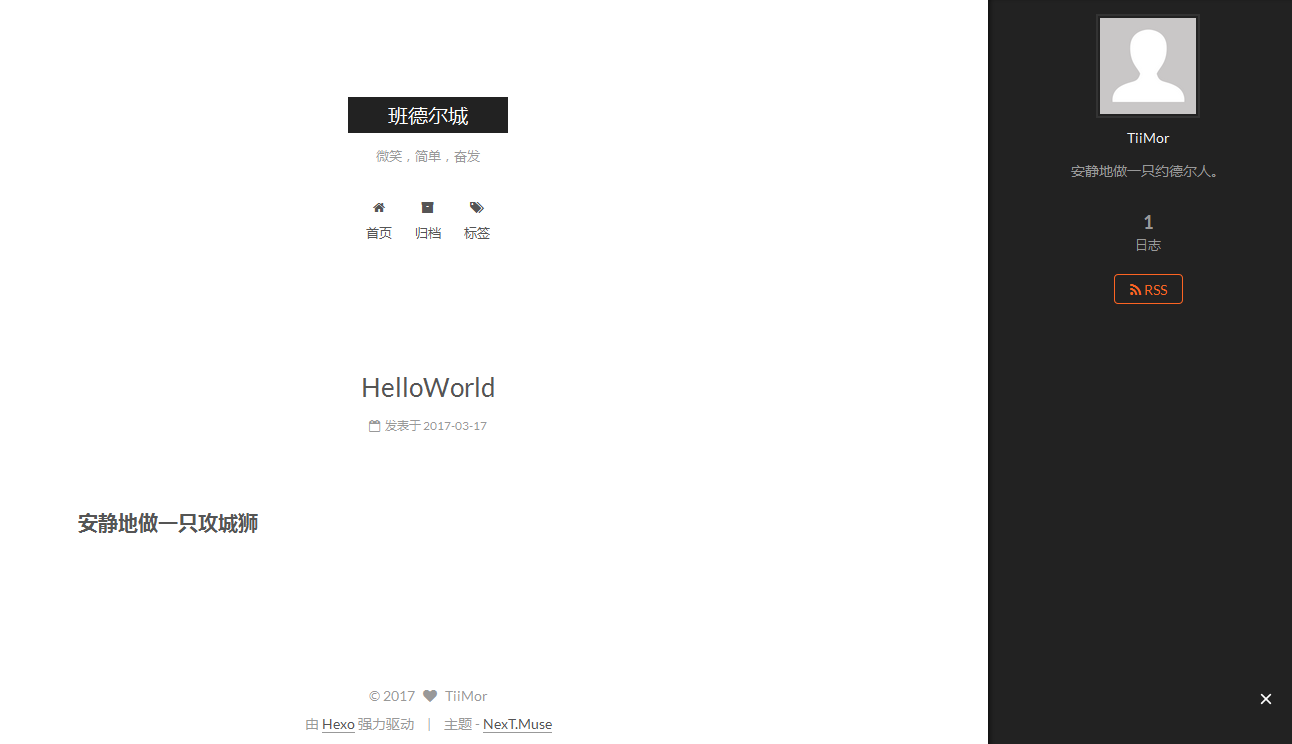 班德尔城
微笑，简单，奋发
首页 归档 标签
HelloWorld
发表于 2017-03-17
安静地做一只攻城狮
© 2017 TiiMor
由 Hexo 强力驱动 | 主题 - NexT.Muse
TiiMor
安静地做一只约德尔人。
1
日志
RSS